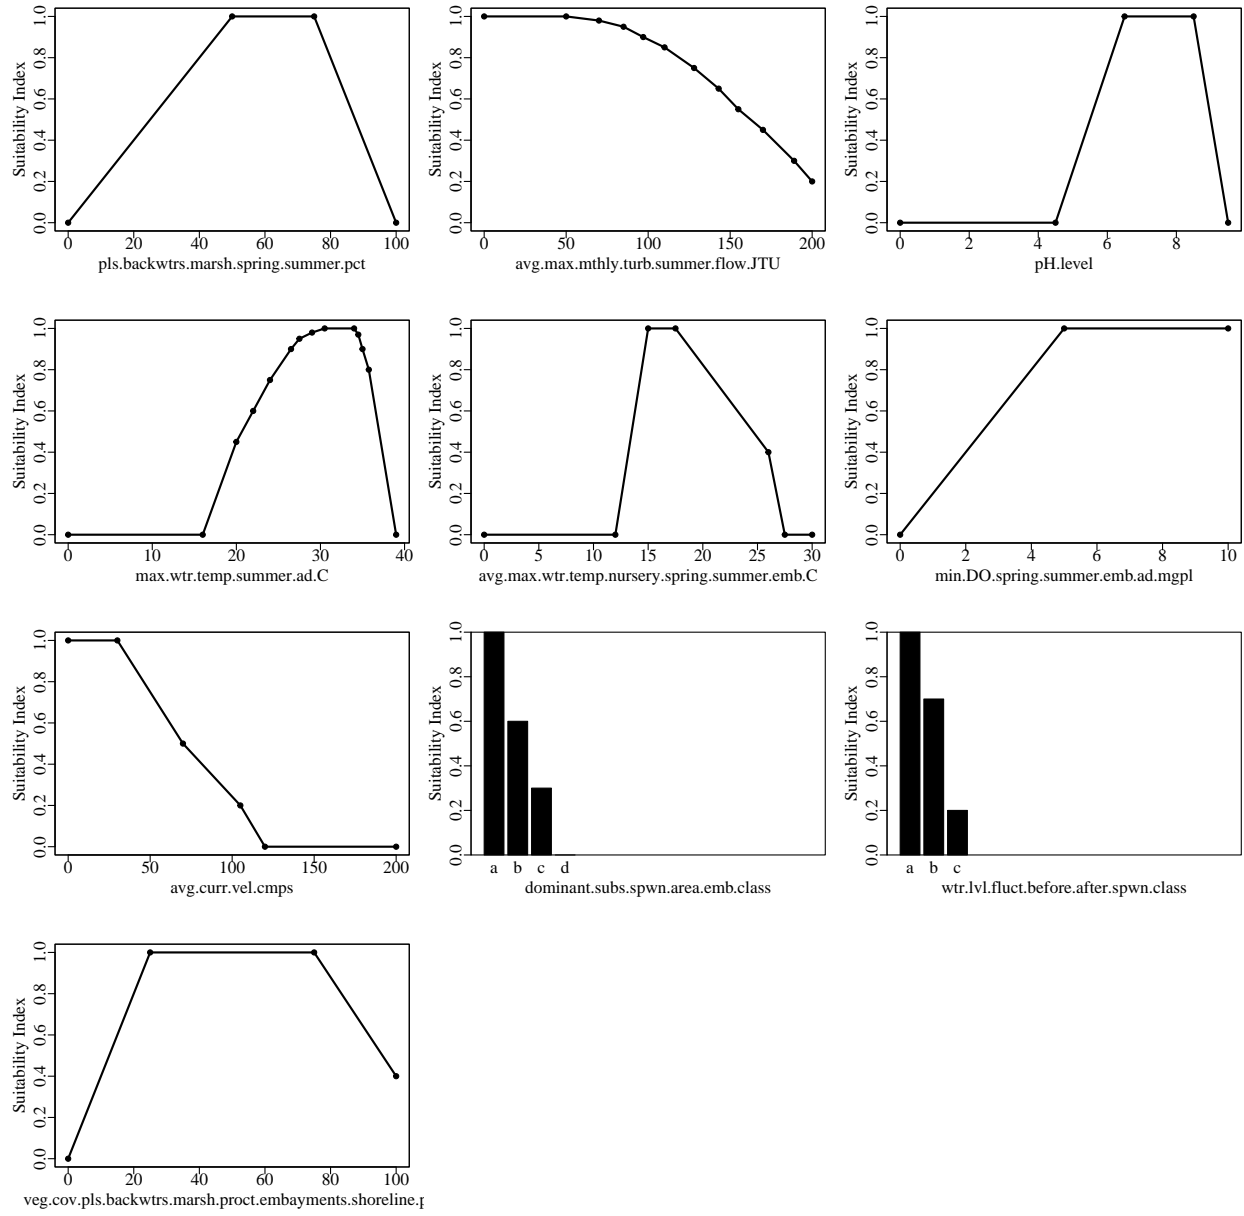 Suitability Index
0.0 0.2 0.4 0.6 0.8 1.0
0 20 40 60 80 100
pls.backwtrs.marsh.spring.summer.pct
Suitability Index
0.0 0.2 0.4 0.6 0.8 1.0
0 50 100 150 200
avg.max.mthly.turb.summer.flow.JTU
Suitability Index
0.0 0.2 0.4 0.6 0.8 1.0
0 2 4 6 8
pH.level
Suitability Index
0.0 0.2 0.4 0.6 0.8 1.0
0 10 20 30 40
max.wtr.temp.summer.ad.C
Suitability Index
0.0 0.2 0.4 0.6 0.8 1.0
0 5 10 15 20 25 30
avg.max.wtr.temp.nursery.spring.summer.emb.C
Suitability Index
0.0 0.2 0.4 0.6 0.8 1.0
0 2 4 6 8 10
min.DO.spring.summer.emb.ad.mgpl
Suitability Index
0.0 0.2 0.4 0.6 0.8 1.0
0 50 100 150 200
avg.curr.vel.cmps
Suitability Index
0.0 0.2 0.4 0.6 0.8 1.0
a b c d
dominant.subs.spwn.area.emb.class
Suitability Index
0.0 0.2 0.4 0.6 0.8 1.0
a b c
wtr.lvl.fluct.before.after.spwn.class
Suitability Index
0.0 0.2 0.4 0.6 0.8 1.0
0 20 40 60 80 100
veg.cov.pls.backwtrs.marsh.proct.embayments.shoreline.p